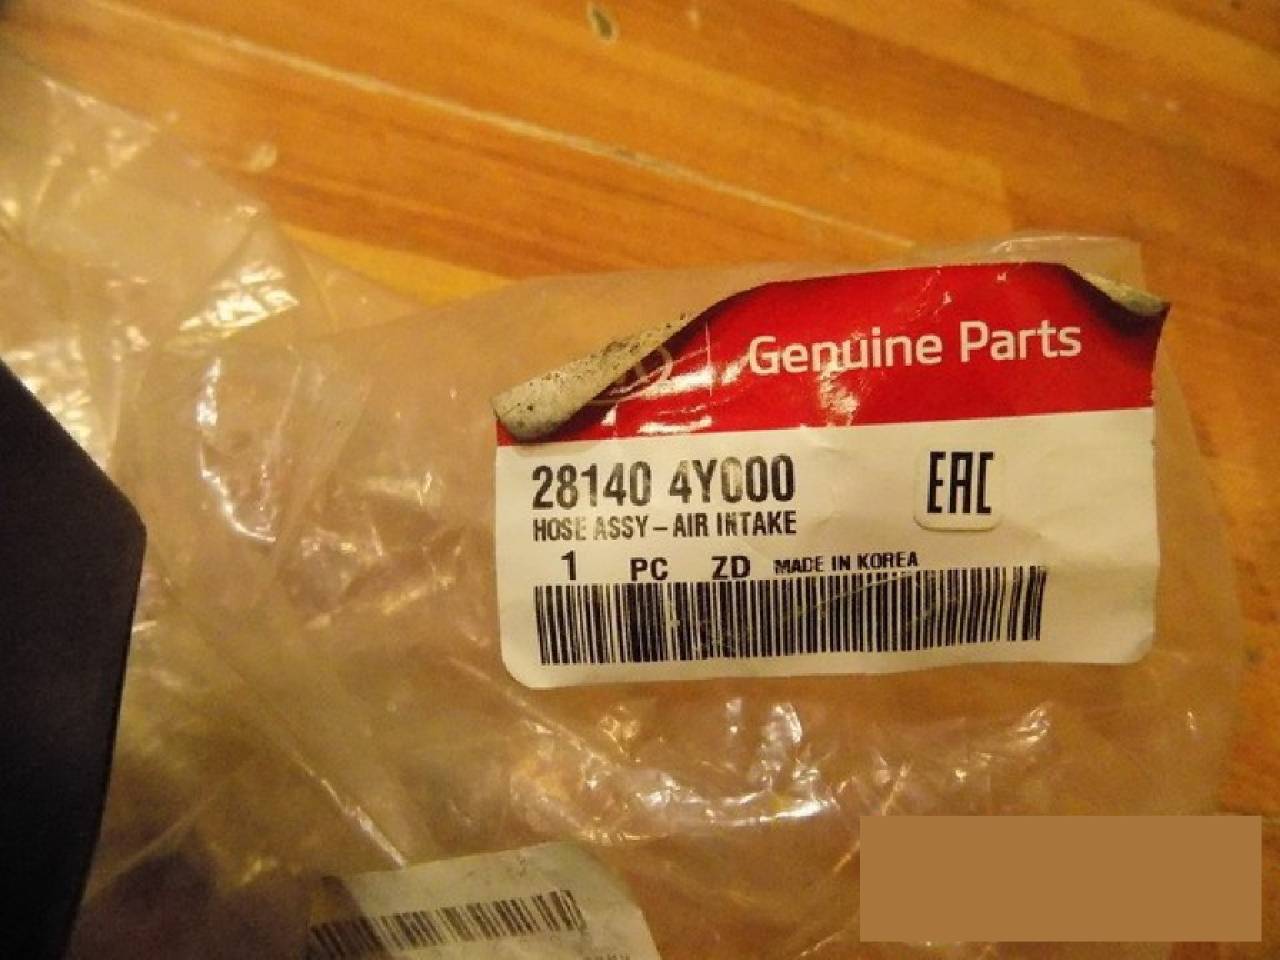 Genuine Parts
28140 4Y000
EAC
HOSE ASSY-AIR INTAKE
1 PC ZD MADE IN KOREA